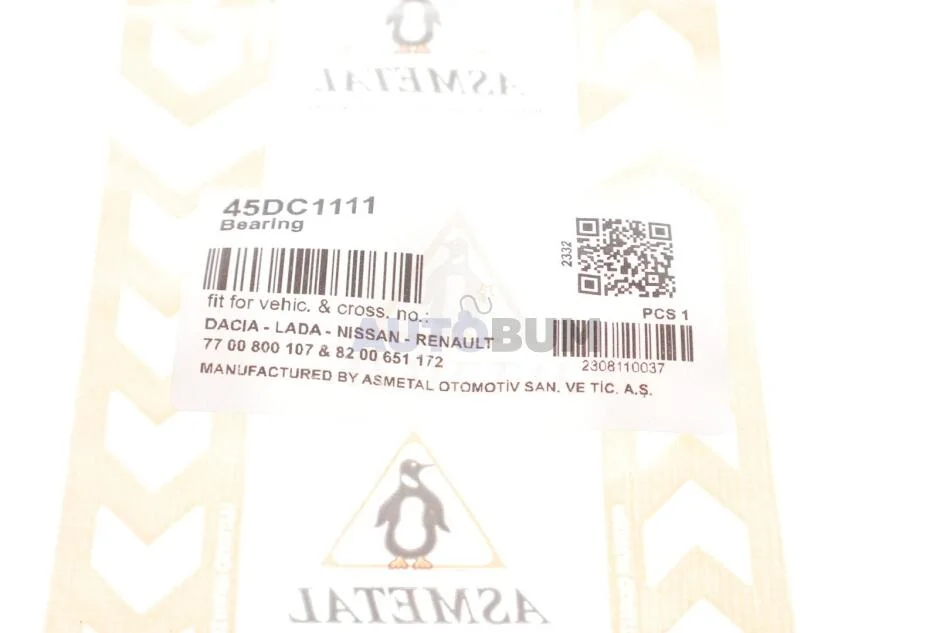 ASMETAL
45DC1111
Bearing
2332
fit for vehic. & cross. no.:
PCS 1
DACIA - LADA - NISSAN - RENAULT
77 00 800 107 & 82 00 651 172
2308110037
MANUFACTURED BY ASMETAL OTOMOTİV SAN. VE TİC. A.Ş.
AUTOBUM
ASMETAL